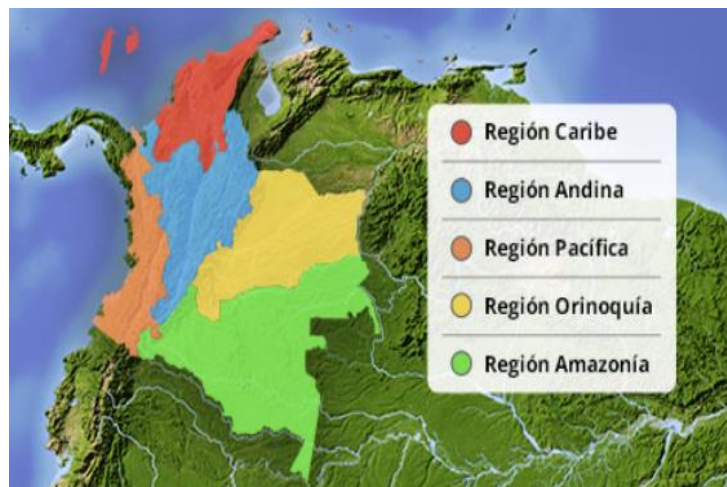 Región Caribe
Región Andina
Región Pacífica
Región Orinoquía
Región Amazonía